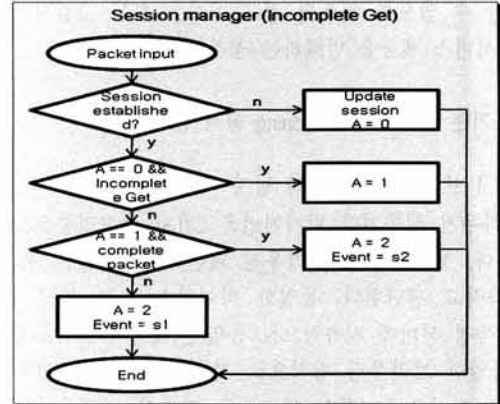 Session manager (Incomplete Get)
Packet input
Session
establishe
d?
n
Update
session
A = 0
y
A == 0 &&
Incomplet
e Get
y
A = 1
n
A == 1 &&
complete
packet
y
A = 2
Event = s2
n
A = 2
Event = s1
End